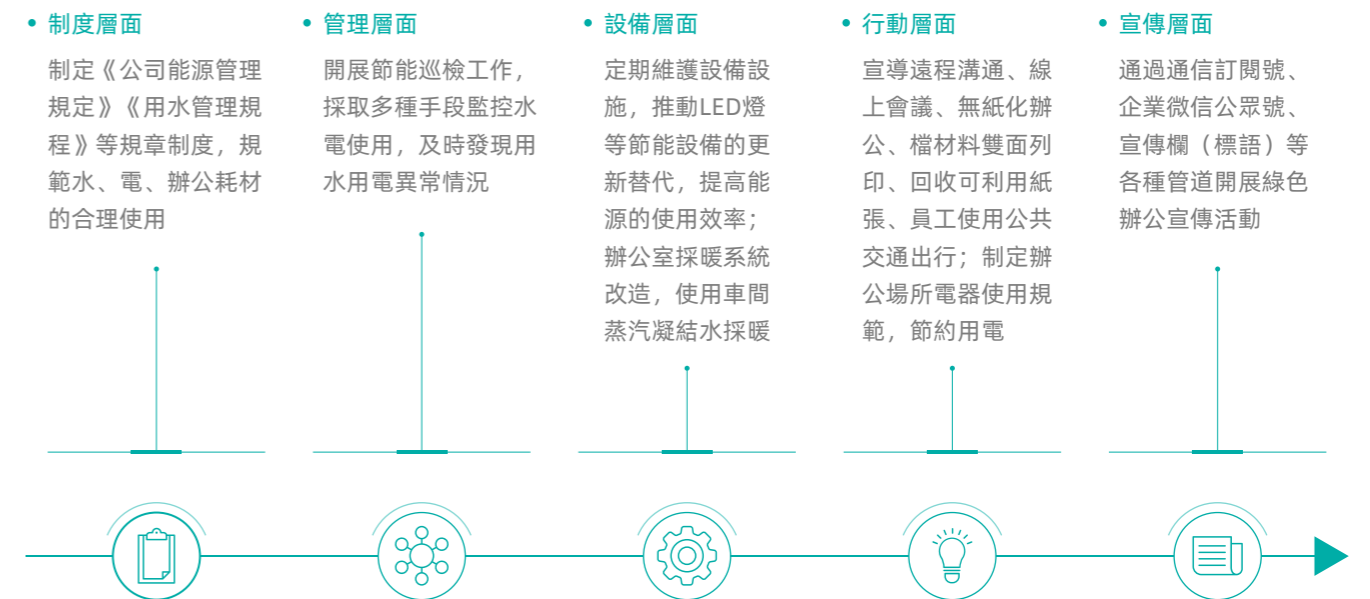 制度層面
制定《公司能源管理
規定》《用水管理規
程》等規章制度，規
範水、電、辦公耗材
的合理使用
管理層面
開展節能巡檢工作，
採取多種手段監控水
電使用，及時發現用
水用電異常情況
設備層面
定期維護設備設
施，推動LED燈
等節能設備的更
新替代，提高能
源的使用效率；
辦公室採暖系統
改造，使用車間
蒸汽凝結水採暖
行動層面
宣導遠程溝通、線
上會議、無紙化辦
公、檔材料雙面列
印、回收可利用紙
張、員工使用公共
交通出行；制定辦
公場所電器使用規
範，節約用電
宣傳層面
通過通信訂閱號、
企業微信公眾號、
宣傳欄（標語）等
各種管道開展綠色
辦公宣傳活動